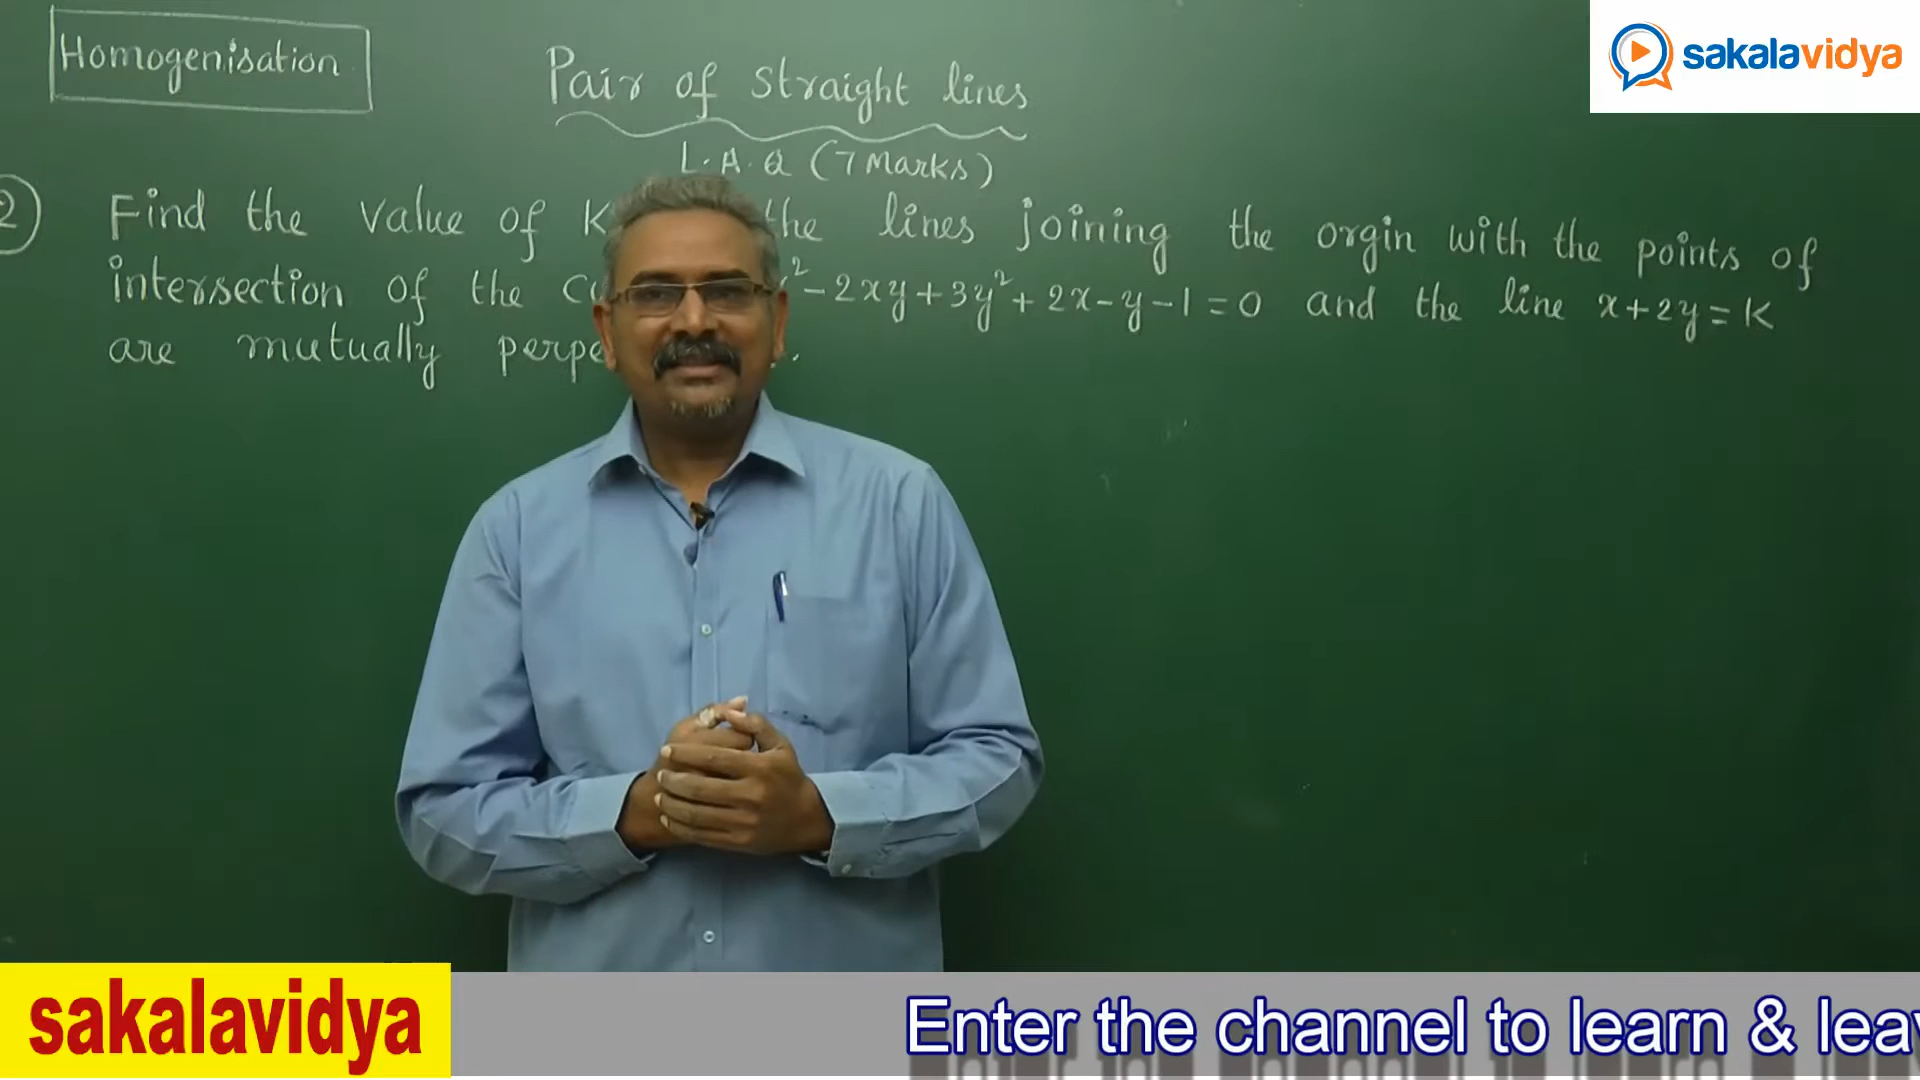 Homogenisation
sakalavidya
Pair of straight lines
L.A.Q (7 Marks)
2 Find the value of K the lines joining the orgin with the points of
intersection of the ² - 2xy + 3y² + 2x - y - 1 = 0 and the line x + 2y = K
are mutually .
sakalavidya
Enter the channel to learn &